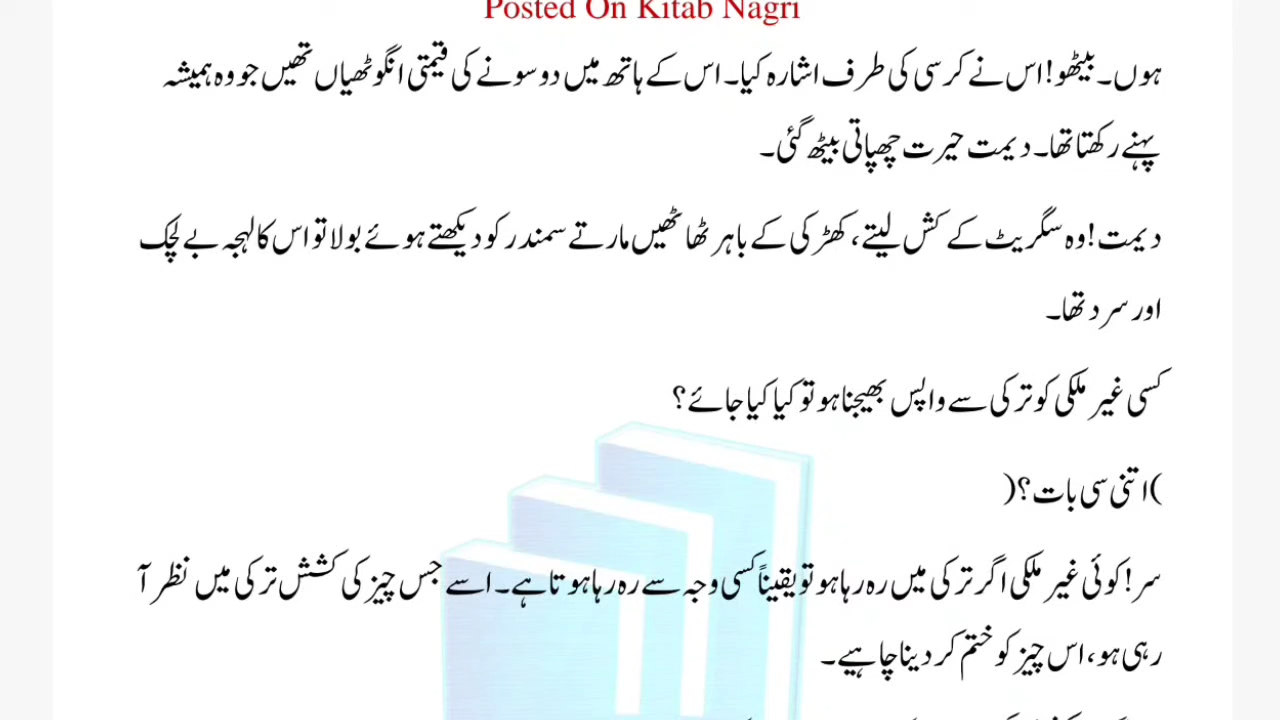 Posted On Kitab Nagri
ہوں۔ بیٹھو! اس نے کرسی کی طرف اشارہ کیا۔ اس کے ہاتھ میں دو سونے کی قیمتی انگوٹھیاں تھیں جو وہ ہمیشہ
پہنے رکھتا تھا۔ دیمت حیرت چھپاتی بیٹھ گئی۔
دیمت! وہ سگریٹ کے کش لیتے، کھڑکی کے باہر ٹھاٹھیں مارتے سمندر کو دیکھتے ہوئے بولا تو اس کا لہجہ بے لچک
اور سرد تھا۔
کسی غیر ملکی کو ترکی سے واپس بھیجنا ہو تو کیا کیا جائے؟
)اتنی سی بات؟(
سر! کوئی غیر ملکی اگر ترکی میں رہ رہا ہو تو یقیناً کسی وجہ سے رہ رہا ہوتا ہے۔ اسے جس چیز کی کشش ترکی میں نظر آ
رہی ہو، اس چیز کو ختم کر دینا چاہیے۔